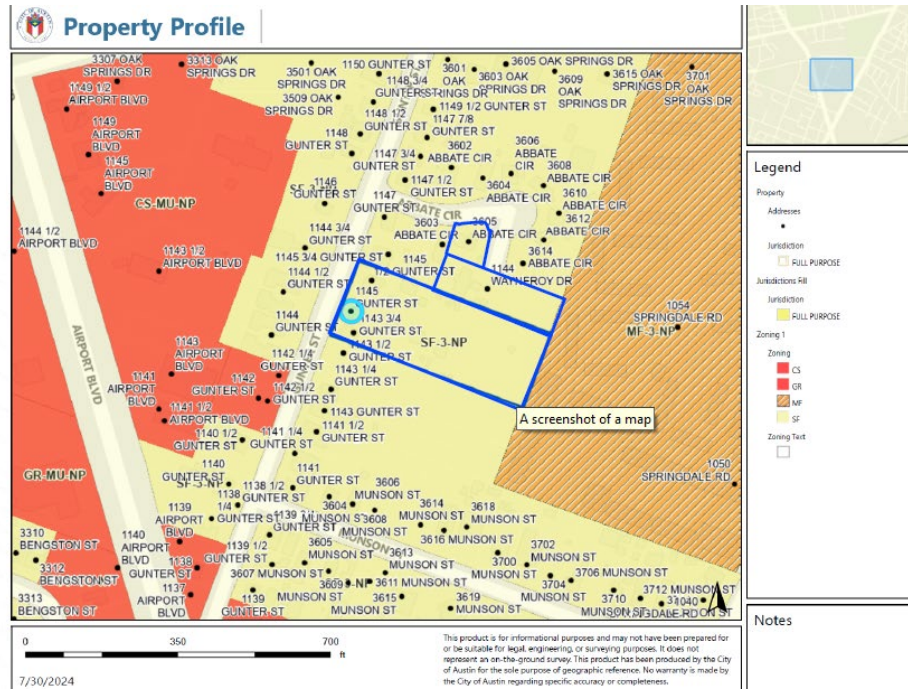 Property Profile
3307 OAK
SPRINGS DR
3313 OAK
SPRINGS DR
1150 GUNTER ST
3501 OAK
SPRINGS DR
3509 OAK
SPRINGS DR
1148 3/4
GUNTER ST
3601
OAK
SPRINGS
DR
3605 OAK SPRINGS DR
3603
OAK
SPRINGS
DR
3609
OAK
SPRINGS DR
3615 OAK
SPRINGS DR
3701
OAK
SPRINGS DR
1149 1/2
AIRPORT BLVD
1149
AIRPORT
BLVD
1145
AIRPORT
BLVD
1148 1/2
GUNTER ST
1149 1/2 GUNTER ST
1147 7/8
GUNTER ST
1148
GUNTER ST
1147 3/4
GUNTER ST
3602
ABBATE CIR
3606
ABBATE
CIR
3608
ABBATE CIR
3604
ABBATE CIR
3610
ABBATE CIR
3612
ABBATE CIR
CS-MU-NP
1146
GUNTER ST
1147 1/2
GUNTER ST
1147
GUNTER ST
ABBATE CIR
3603
ABBATE CIR
3605
ABBATE CIR
3614
ABBATE CIR
1144 1/2
AIRPORT BLVD
1143 1/2
AIRPORT BLVD
1144 3/4
GUNTER ST
1145 3/4 GUNTER ST
1144 1/2
GUNTER ST
1145
1/2 GUNTER ST
1144
WAYNEROY DR
1145
GUNTER ST
1143 3/4
GUNTER ST
SF-3-NP
1054
SPRINGDALE RD
MF-3-NP
1144
GUNTER ST
1143 1/2
GUNTER ST
AIRPORT BLVD
1143
AIRPORT
BLVD
1142 1/4
GUNTER ST
1143 1/4
GUNTER ST
1141
AIRPORT
BLVD
1142
GUNTER ST
1142 1/2
GUNTER ST
1141 1/2
AIRPORT BLVD
1143 GUNTER ST
1141 1/2
GUNTER ST
1140 1/2
GUNTER ST
1141 1/4
GUNTER ST
A screenshot of a map
GR-MU-NP
1140
GUNTER ST
SF-3-NP
1141
GUNTER ST
1050
SPRINGDALE RD
1138 1/2
GUNTER ST
1138
1/4
GUNTER ST
3606
MUNSON ST
3604
MUNSON ST
3608
MUNSON ST
3614
MUNSON ST
3618
MUNSON ST
3616 MUNSON ST
1139
AIRPORT
BLVD
3310
BENGSTON ST
3312
BENGSTON ST
3313
BENGSTON ST
1140
AIRPORT
BLVD
1139 1/2
GUNTER ST
3605
MUNSON ST
3607 MUNSON ST
3613
MUNSON ST
3611 MUNSON ST
3702
MUNSON ST
3700
MUNSON ST
3706 MUNSON ST
3704
MUNSON ST
1138
GUNTER ST
1137
AIRPORT
BLVD
1139
GUNTER ST
3609
MUNSON ST
3615
MUNSON ST
3619
MUNSON ST
3710
MUNSON ST
3712 MUNSON ST
1040
Legend
Property
Addresses
Jurisdiction
FULL PURPOSE
Jurisdictions Fill
Jurisdiction
FULL PURPOSE
Zoning 1
Zoning
CS
GR
MF
SF
Zoning Text
Notes
0 350 700
ft
7/30/2024
This product is for informational purposes and may not have been prepared for
or be suitable for legal, engineering, or surveying purposes. It does not
represent an on-the-ground survey. This product has been produced by the City
of Austin for the sole purpose of geographic reference. No warranty is made by
the City of Austin regarding specific accuracy or completeness.